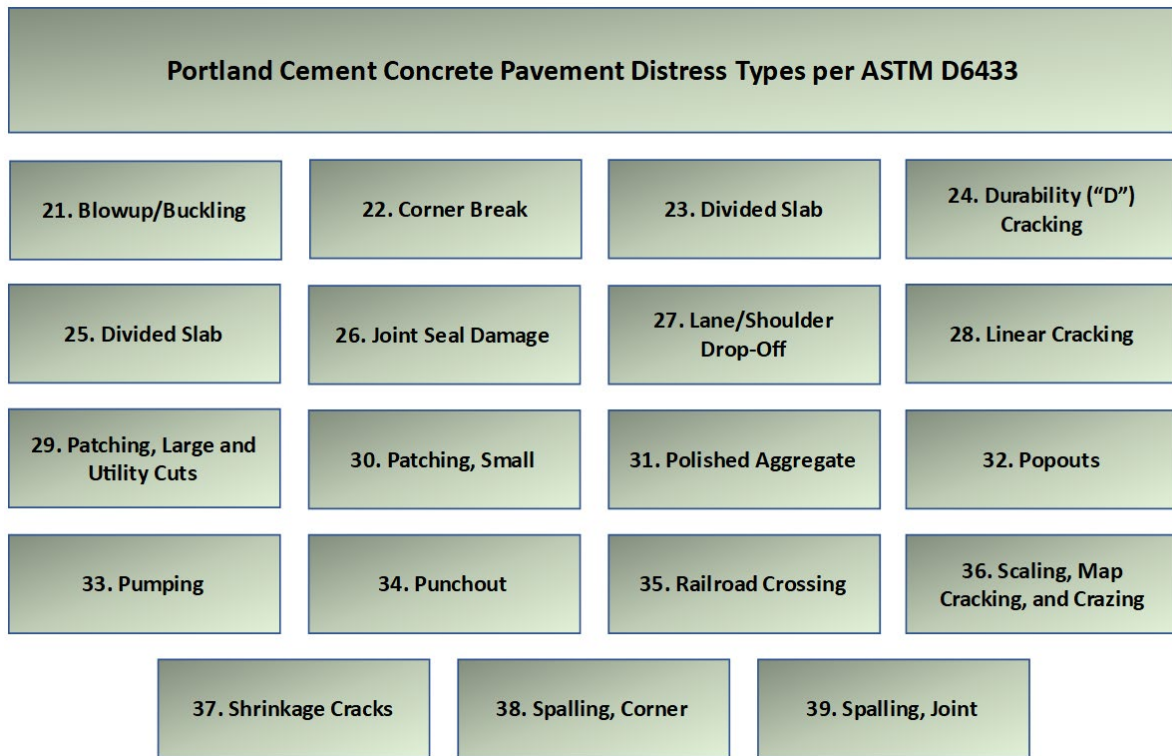 Portland Cement Concrete Pavement Distress Types per ASTM D6433
21. Blowup/Buckling
22. Corner Break
23. Divided Slab
24. Durability (“D”)
Cracking
25. Divided Slab
26. Joint Seal Damage
27. Lane/Shoulder
Drop-Off
28. Linear Cracking
29. Patching, Large and
Utility Cuts
30. Patching, Small
31. Polished Aggregate
32. Popouts
33. Pumping
34. Punchout
35. Railroad Crossing
36. Scaling, Map
Cracking, and Crazing
37. Shrinkage Cracks
38. Spalling, Corner
39. Spalling, Joint